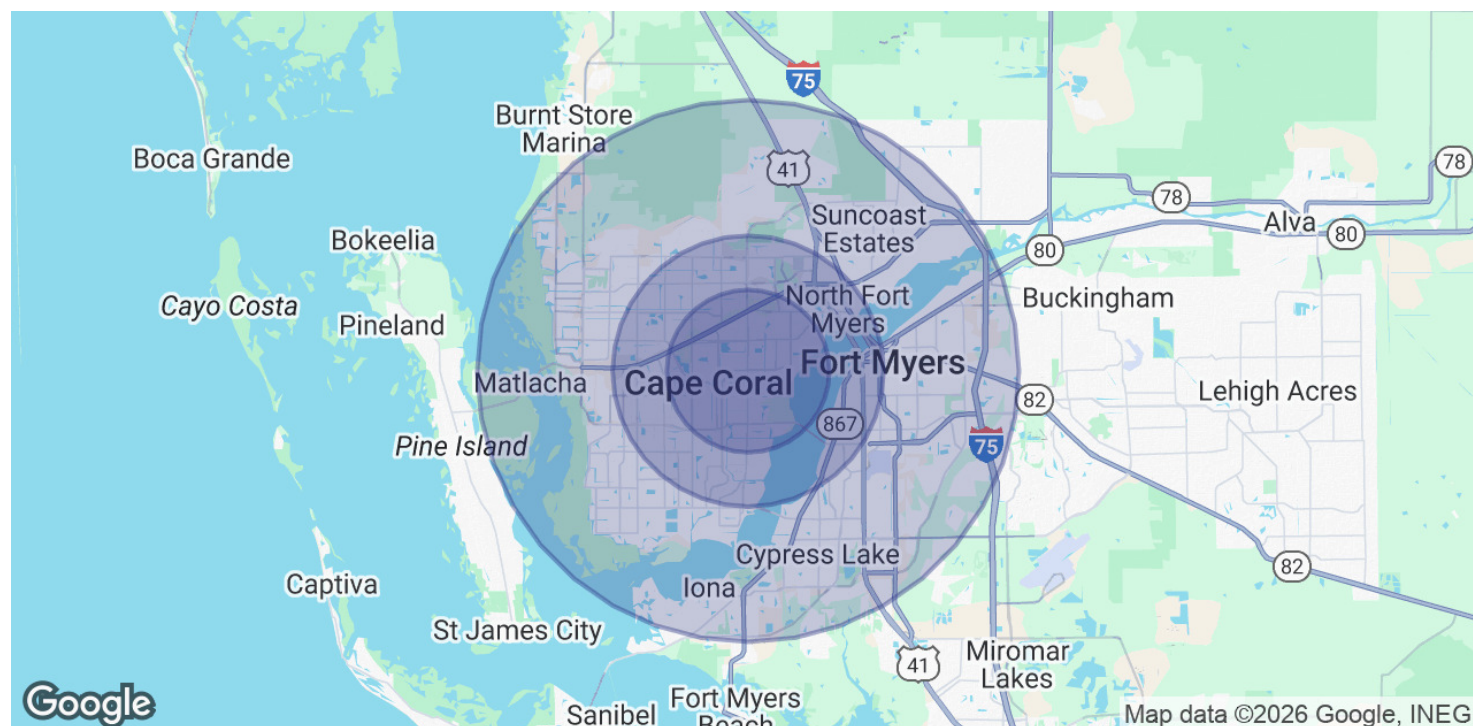 75
Burnt Store
Marina
Boca Grande
41
78
78
Suncoast
Estates
Alva
80
Bokeelia
80
Cayo Costa
North Fort
Myers
Buckingham
Pineland
Fort Myers
Matlacha
Cape Coral
82
Lehigh Acres
867
Pine Island
75
Cypress Lake
82
Captiva
Iona
St James City
41
Miromar
Lakes
Google
Sanibel
Fort Myers
Beach
Map data ©2026 Google, INEG